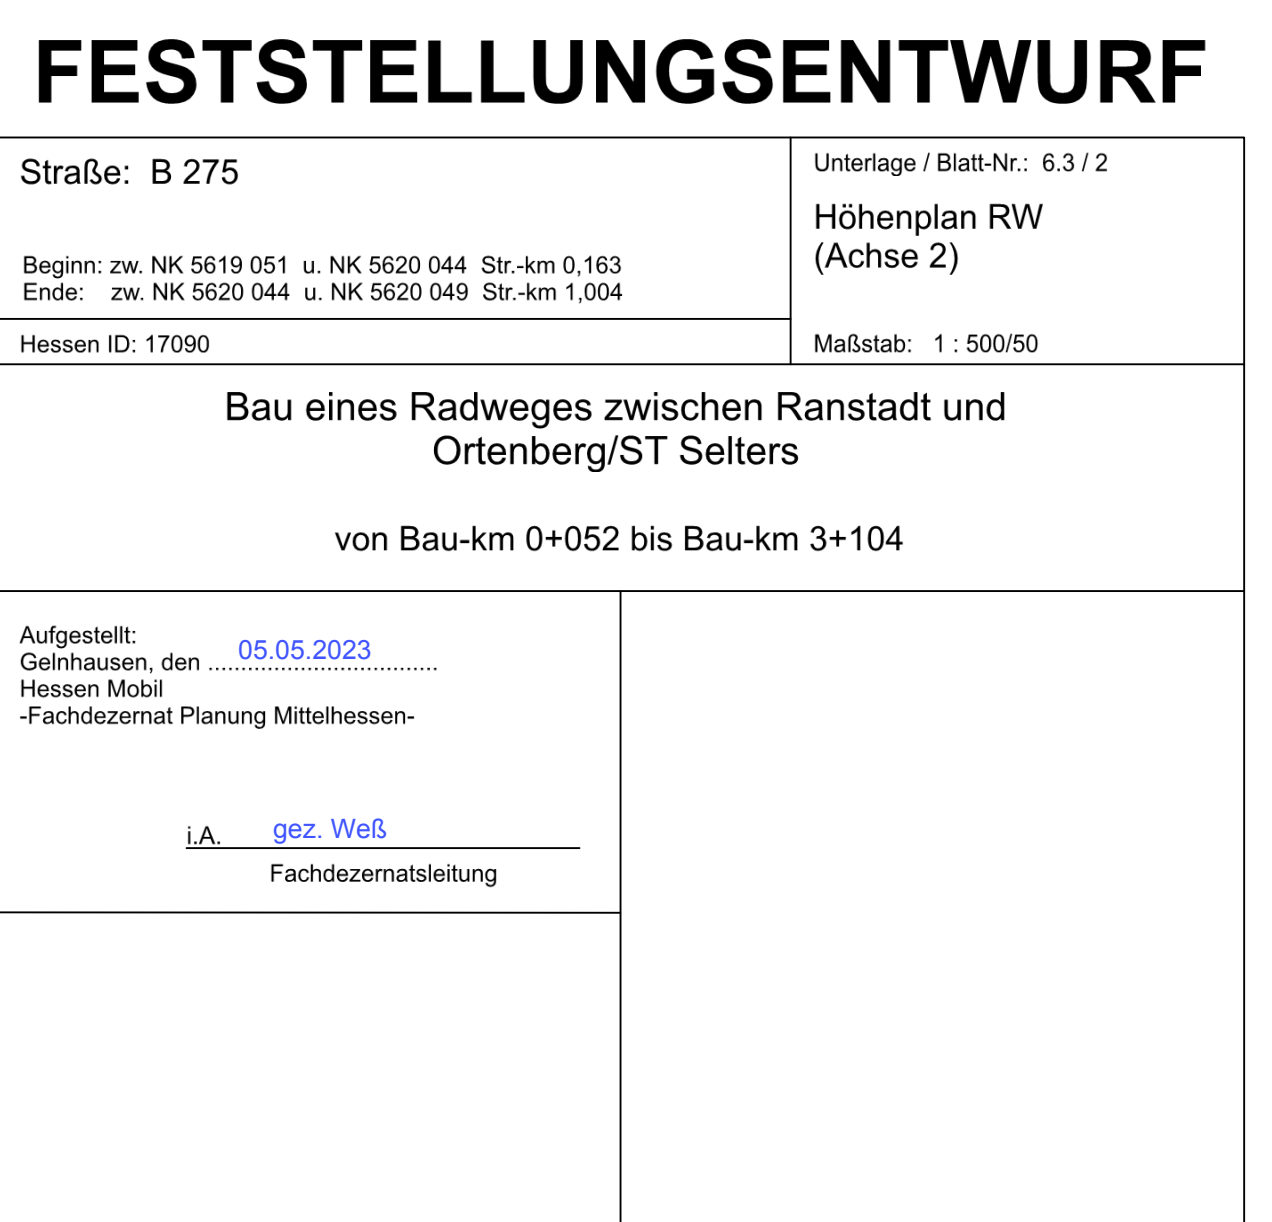 FESTSTELLUNGSENTWURF
Straße: B 275
Beginn: zw. NK 5619 051 u. NK 5620 044 Str.-km 0,163
Ende: zw. NK 5620 044 u. NK 5620 049 Str.-km 1,004
Hessen ID: 17090
Unterlage / Blatt-Nr.: 6.3 / 2
Höhenplan RW
(Achse 2)
Maßstab: 1 : 500/50
Bau eines Radweges zwischen Ranstadt und
Ortenberg/ST Selters
von Bau-km 0+052 bis Bau-km 3+104
Aufgestellt:
Gelnhausen, den ...05.05.2023...
Hessen Mobil
-Fachdezernat Planung Mittelhessen-
i.A. gez. Weß
Fachdezernatsleitung